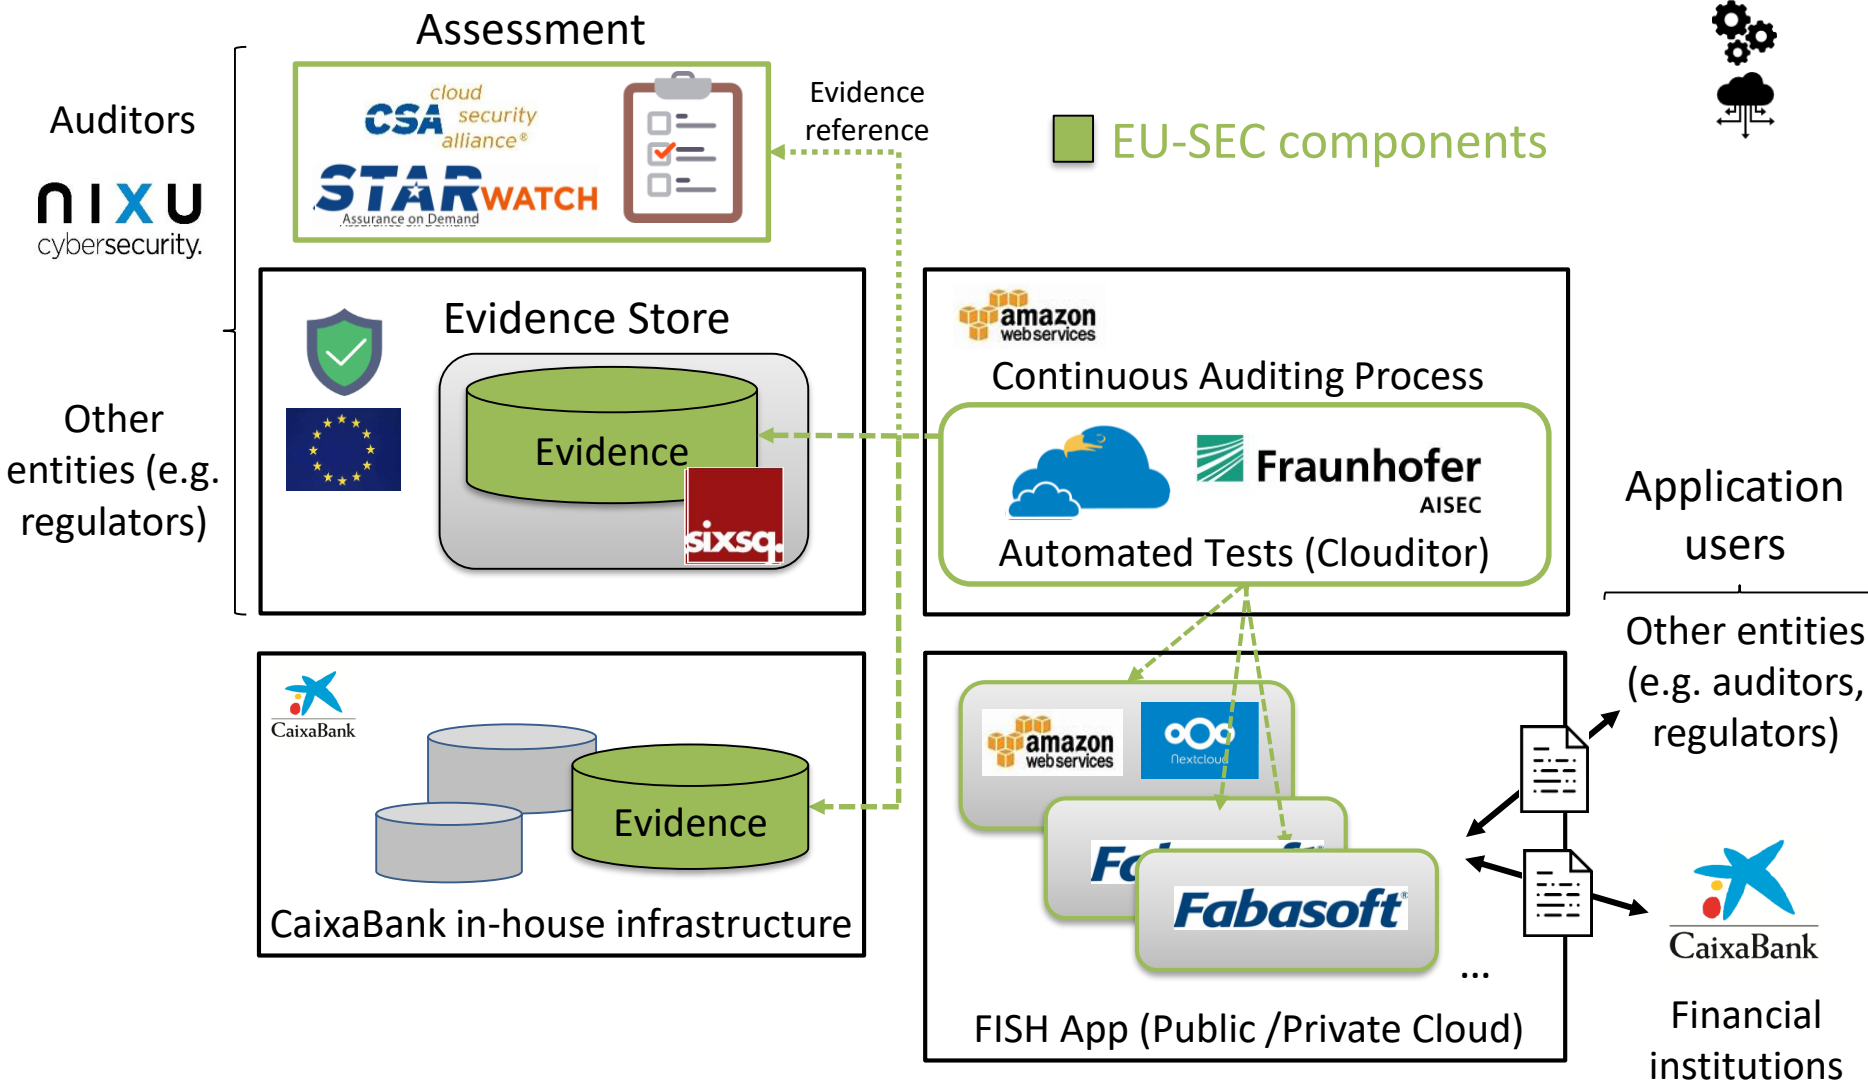 Assessment
Auditors
NIXU
cybersecurity.
cloud
CSA security
alliance®
STARWATCH
Assurance on Demand
Evidence
reference
EU-SEC components
Other
entities (e.g.
regulators)
Evidence Store
Evidence
sixsq.
amazon
webservices
Continuous Auditing Process
Fraunhofer
AISEC
Automated Tests (Clouditor)
Application
users
Other entities
(e.g. auditors,
regulators)
CaixaBank
Evidence
CaixaBank in-house infrastructure
amazon
webservices
Nextcloud
Fabasoft
Fabasoft®
...
FISH App (Public /Private Cloud)
CaixaBank
Financial
institutions